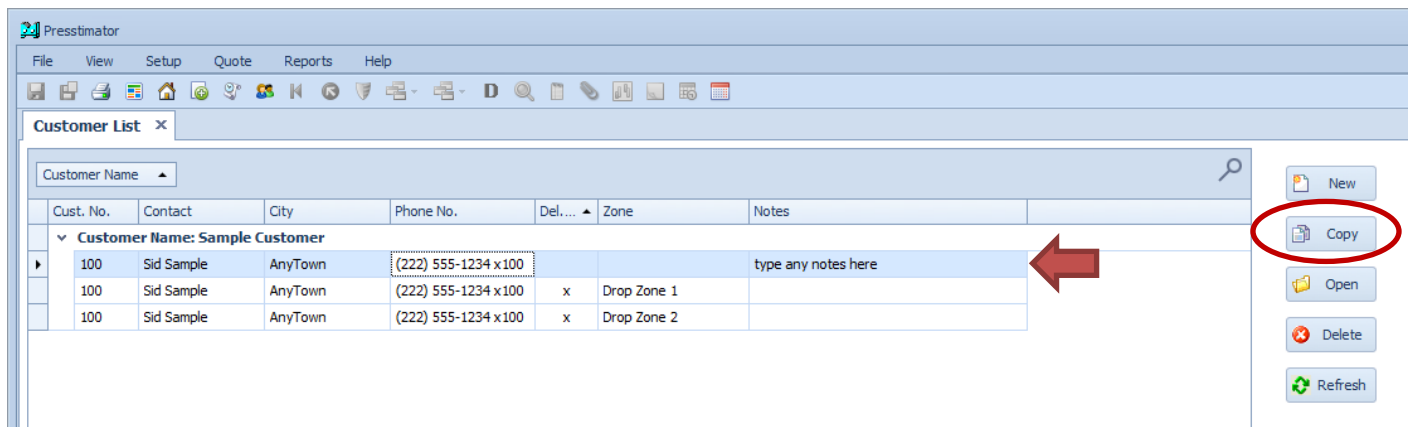 Presstimator
File View Setup Quote Reports Help
D
Customer List ×
Customer Name
New
Cust. No. Contact City Phone No. Del.... Zone Notes
Copy
Customer Name: Sample Customer
100 Sid Sample AnyTown (222) 555-1234 x100 type any notes here
Open
100 Sid Sample AnyTown (222) 555-1234 x100 x Drop Zone 1
100 Sid Sample AnyTown (222) 555-1234 x100 x Drop Zone 2
Delete
Refresh